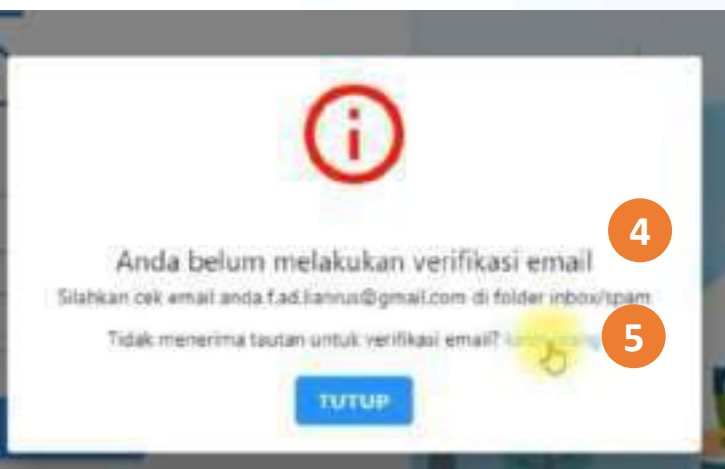 4
Anda belum melakukan verifikasi email
Silahkan cek email anda f.ad.lianrus@gmail.com di folder inbox/spam
Tidak menerima tautan untuk verifikasi email?
5
TUTUP